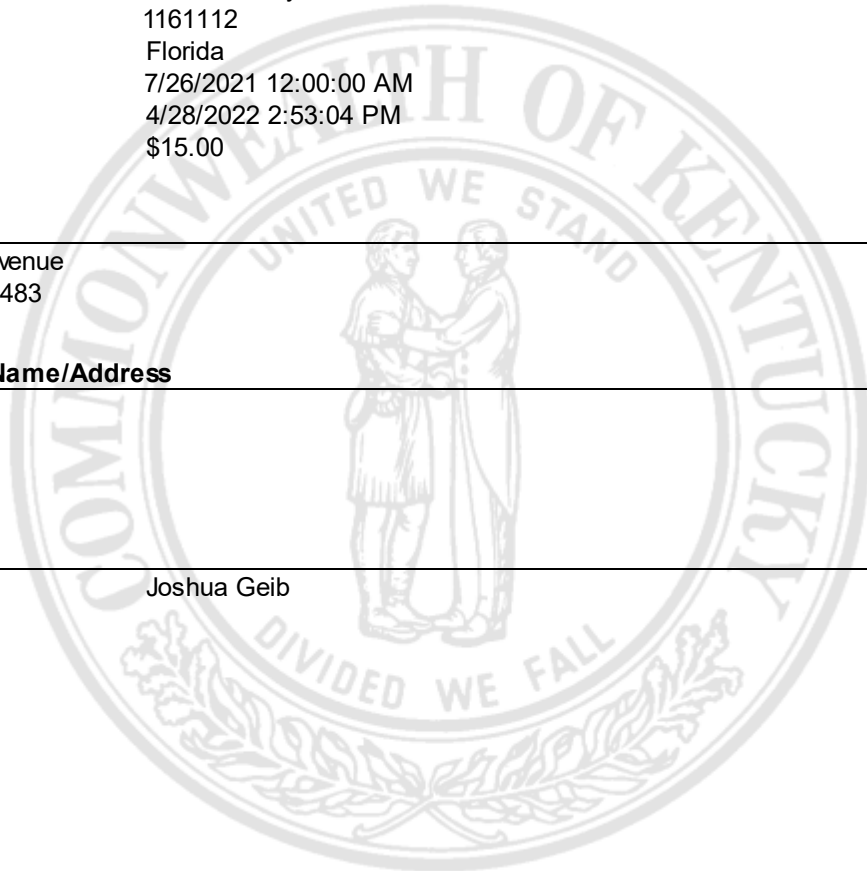 1161112
Florida
7/26/2021 12:00:00 AM
4/28/2022 2:53:04 PM
$15.00
COMMONWEALTH OF KENTUCKY
UNITED WE STAND
venue
483
Name/Address
Joshua Geib
DIVIDED WE FALL